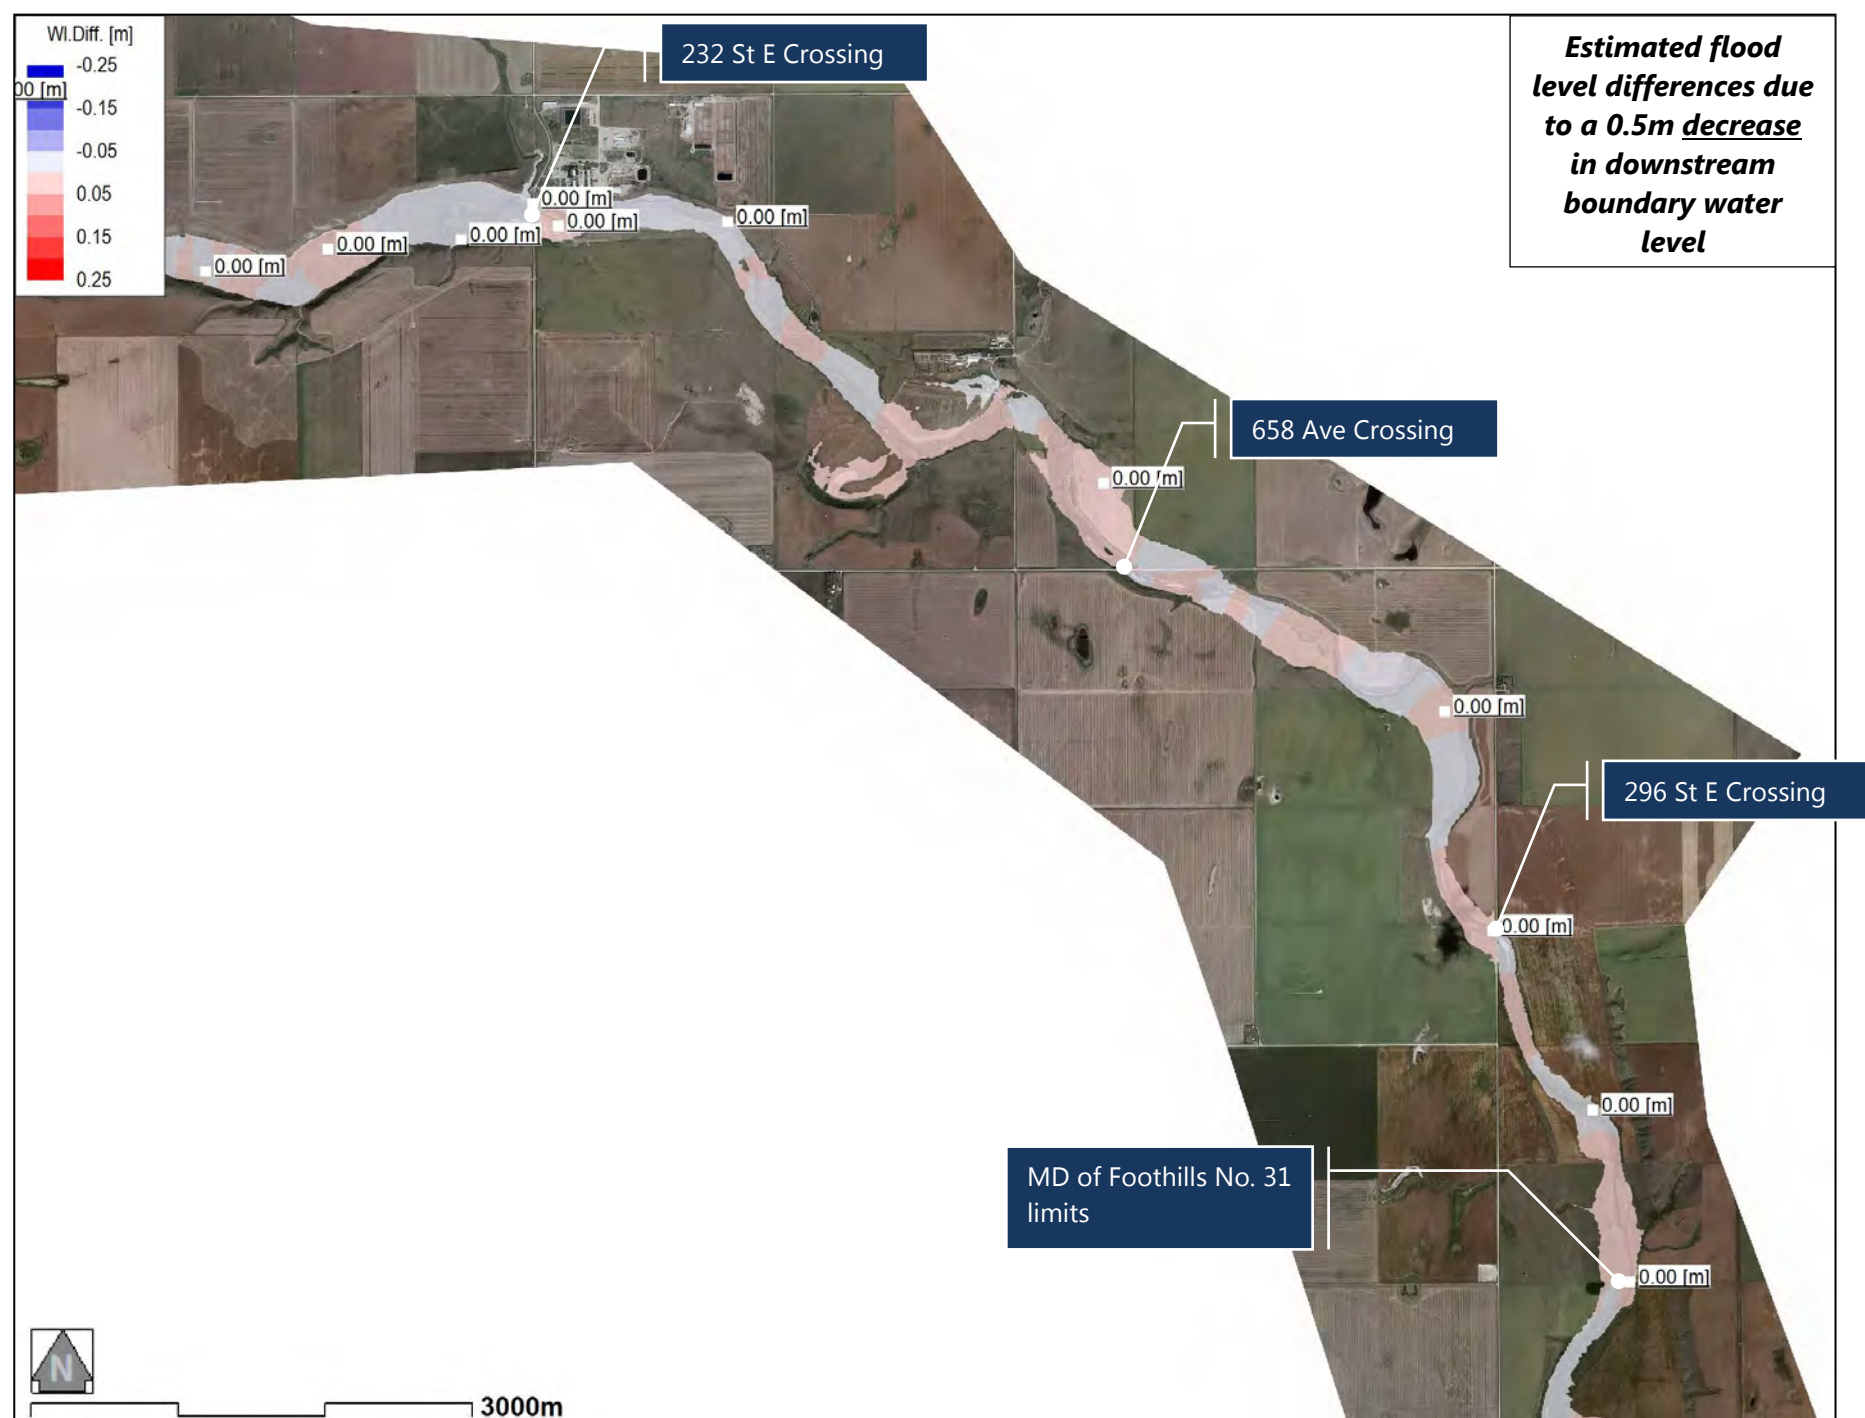 Wl.Diff. [m]
-0.25
00 [m]
-0.15
-0.05
0.05
0.15
0.25
232 St E Crossing
Estimated flood
level differences due
to a 0.5m decrease
in downstream
boundary water
level
0.00 [m]
0.00 [m]
0.00 [m]
0.00 [m]
0.00 [m]
0.00 [m]
658 Ave Crossing
0.00 [m]
0.00 [m]
296 St E Crossing
0.00 [m]
0.00 [m]
MD of Foothills No. 31
limits
0.00 [m]
N
3000m